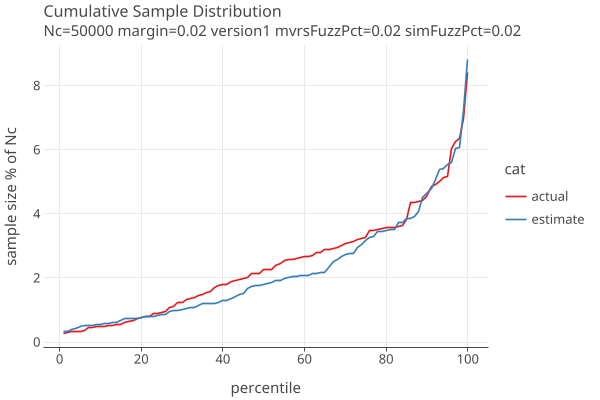 Cumulative Sample Distribution
Nc=50000 margin=0.02 version1 mvrsFuzzPct=0.02 simFuzzPct=0.02
8
6
4
2
0
sample size % of Nc
0 20 40 60 80 100
percentile
cat
actual
estimate